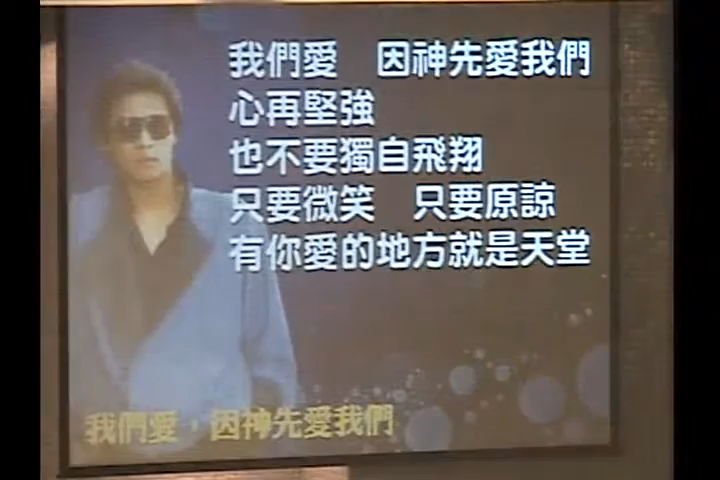 我們愛　因神先愛我們
心再堅強
也不要獨自飛翔
只要微笑　只要原諒
有你愛的地方就是天堂
我們愛，因神先愛我們